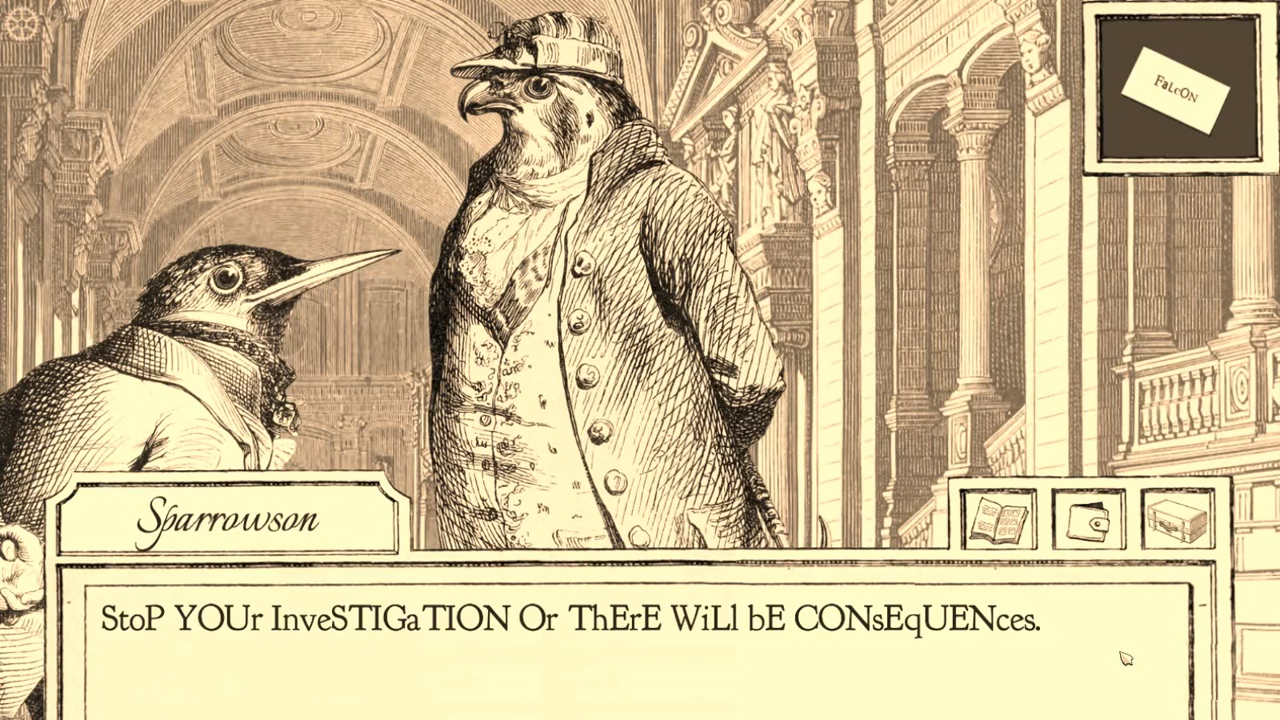 FaLcON
Sparrowson
StoP YOUr InveSTIGaTION Or ThErE WiLl bE CONsEqUENces.